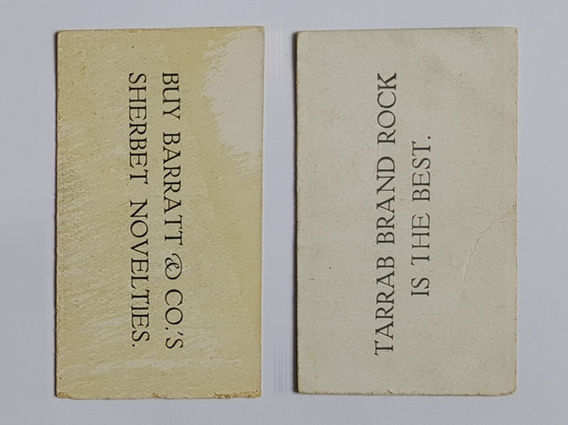 BUY BARRATT & CO.'S
SHERBET NOVELTIES.
TARRAB BRAND ROCK
IS THE BEST.